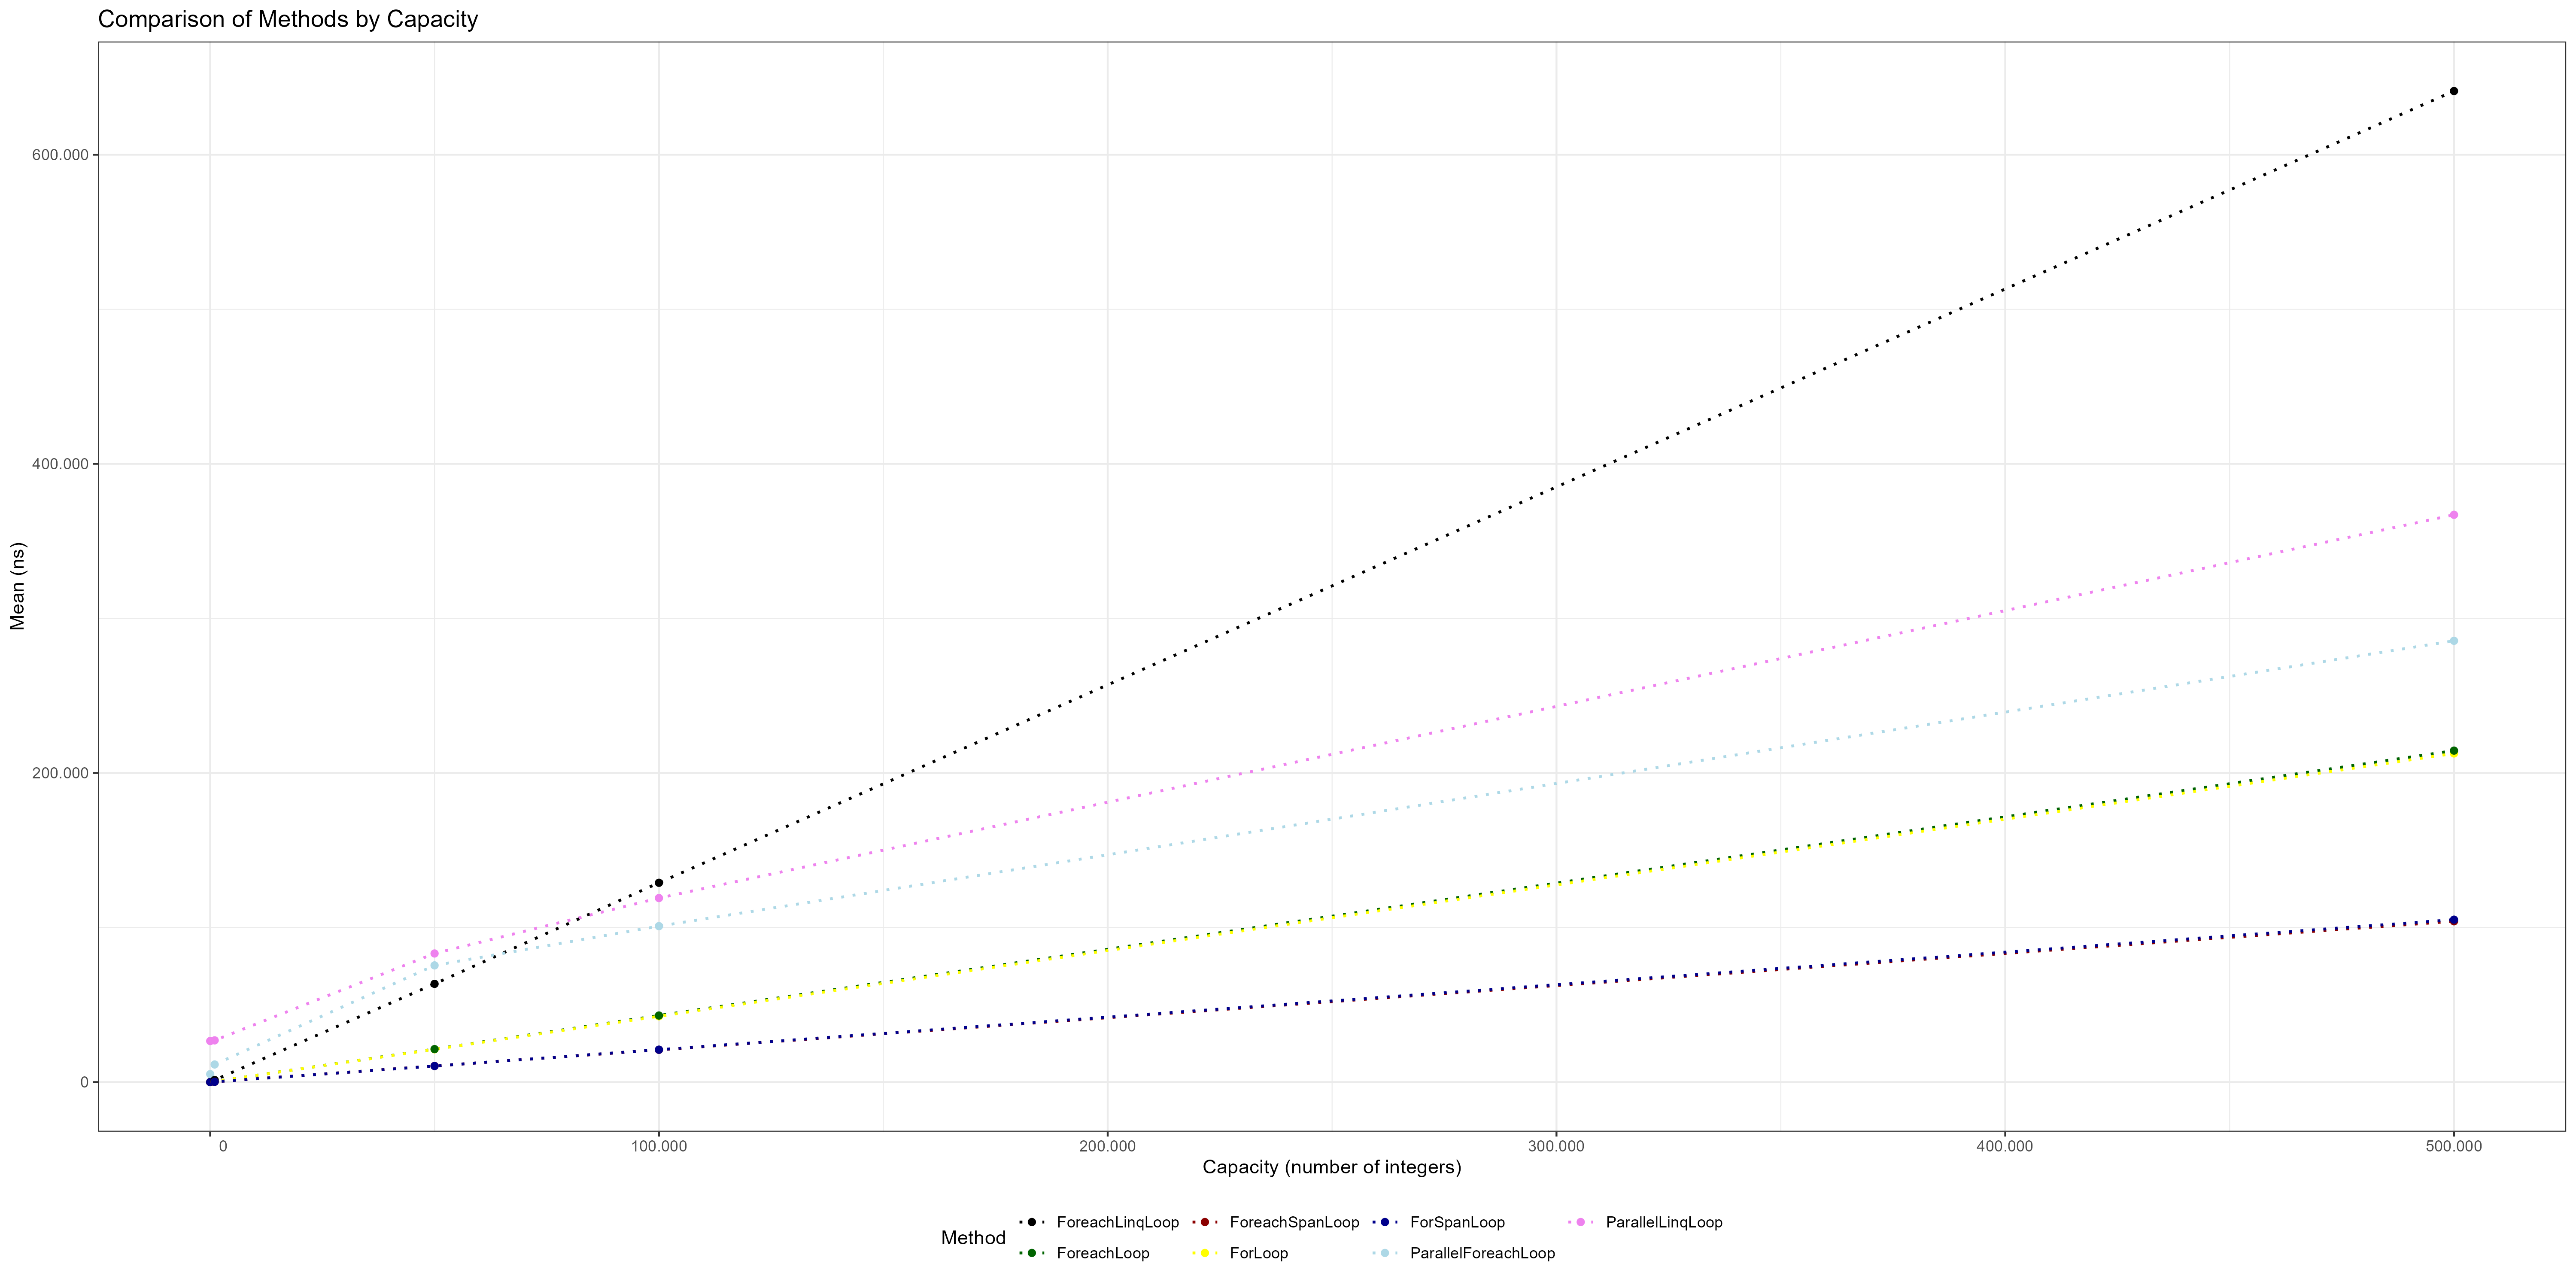 Comparison of Methods by Capacity
600.000
400.000
200.000
0
Mean (ns)
0 100.000 200.000 300.000 400.000 500.000
Capacity (number of integers)
Method
ForeachLinqLoop ForeachSpanLoop ForSpanLoop ParallelLinqLoop
ForeachLoop ForLoop ParallelForeachLoop